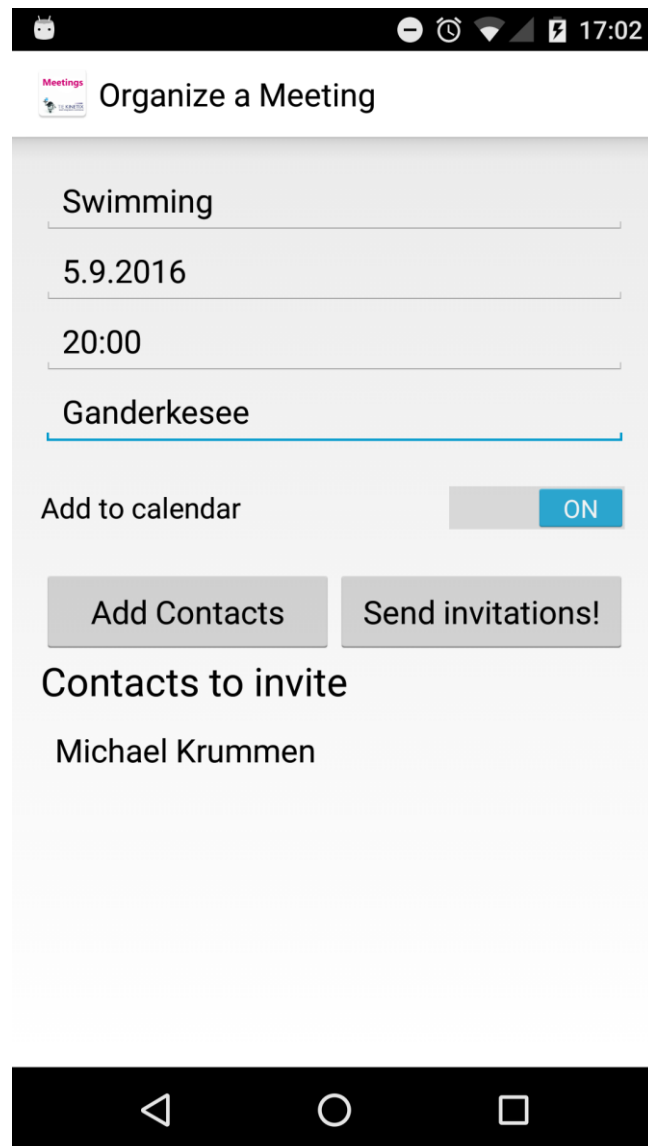 17:02
Meetings
Organize a Meeting
Swimming
5.9.2016
20:00
Ganderkesee
Add to calendar
ON
Add Contacts
Send invitations!
Contacts to invite
Michael Krummen